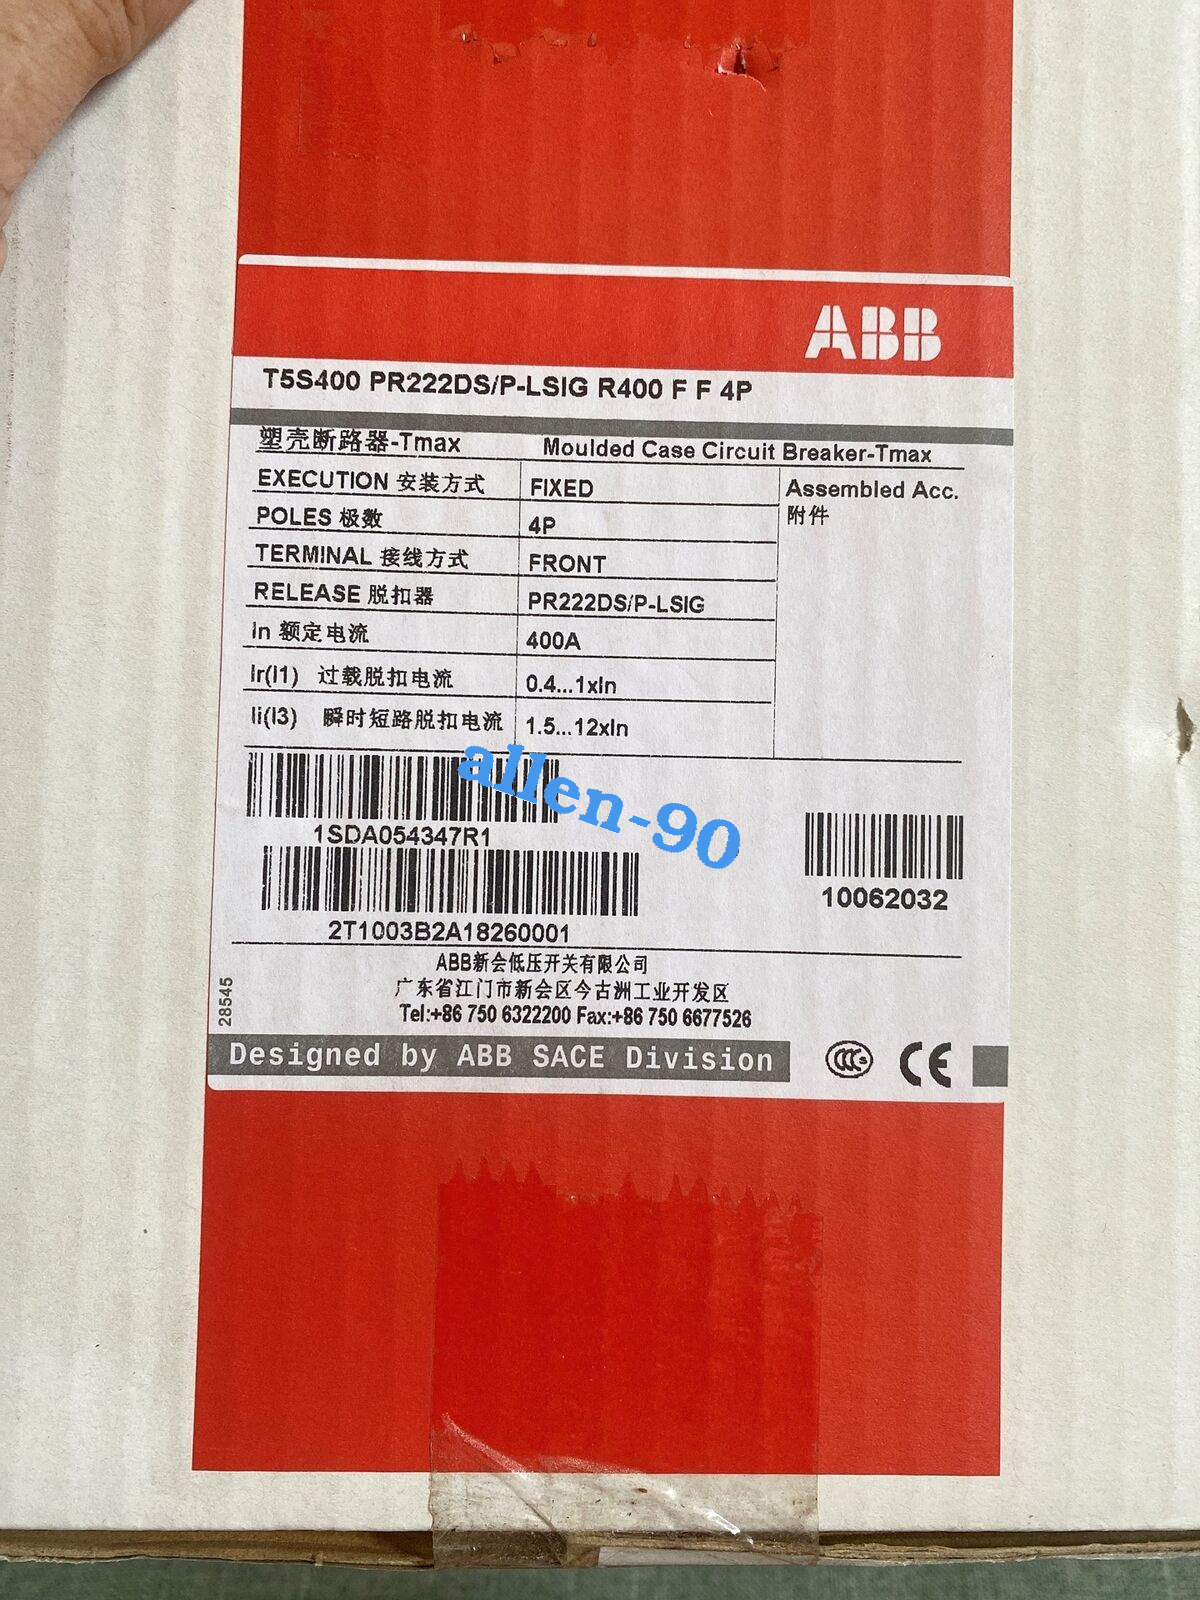 ABB
T5S400 PR222DS/P-LSIG R400 F F 4P
塑壳断路器-Tmax Moulded Case Circuit Breaker-Tmax
EXECUTION 安装方式 FIXED Assembled Acc.
附件
POLES 极数 4P
TERMINAL 接线方式 FRONT
RELEASE 脱扣器 PR222DS/P-LSIG
In 额定电流 400A
Ir(I1) 过载脱扣电流 0.4...1xIn
Ii(I3) 瞬时短路脱扣电流 1.5...12xIn
allen-90
1SDA054347R1
10062032
2T1003B2A18260001
ABB新会低压开关有限公司
广东省江门市新会区今古洲工业开发区
Tel:+86 750 6322200 Fax:+86 750 6677526
28545
Designed by ABB SACE Division
CCC S CE